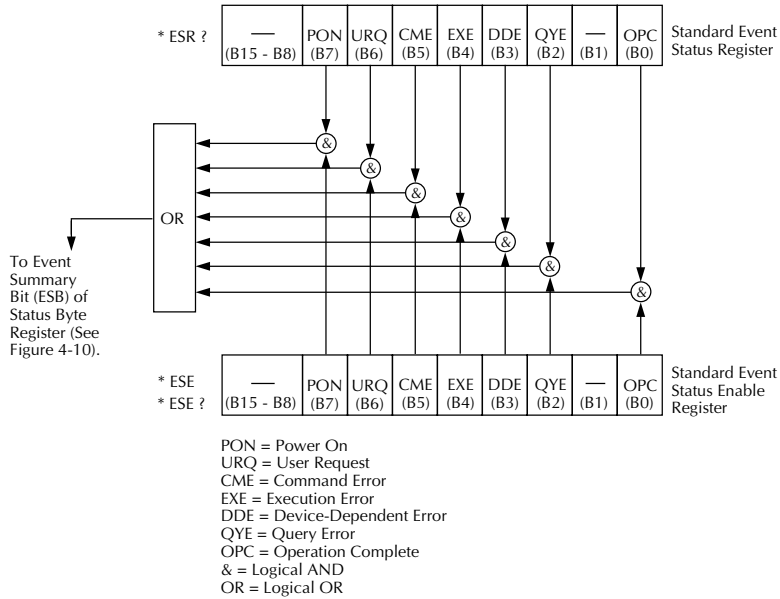 * ESR ?
— PON URQ CME EXE DDE QYE — OPC
(B15 - B8) (B7) (B6) (B5) (B4) (B3) (B2) (B1) (B0)
Standard Event
Status Register
&
&
&
&
&
&
&
OR
To Event
Summary
Bit (ESB) of
Status Byte
Register (See
Figure 4-10).
* ESE
* ESE ?
— PON URQ CME EXE DDE QYE — OPC
(B15 - B8) (B7) (B6) (B5) (B4) (B3) (B2) (B1) (B0)
Standard Event
Status Enable
Register
PON = Power On
URQ = User Request
CME = Command Error
EXE = Execution Error
DDE = Device-Dependent Error
QYE = Query Error
OPC = Operation Complete
& = Logical AND
OR = Logical OR